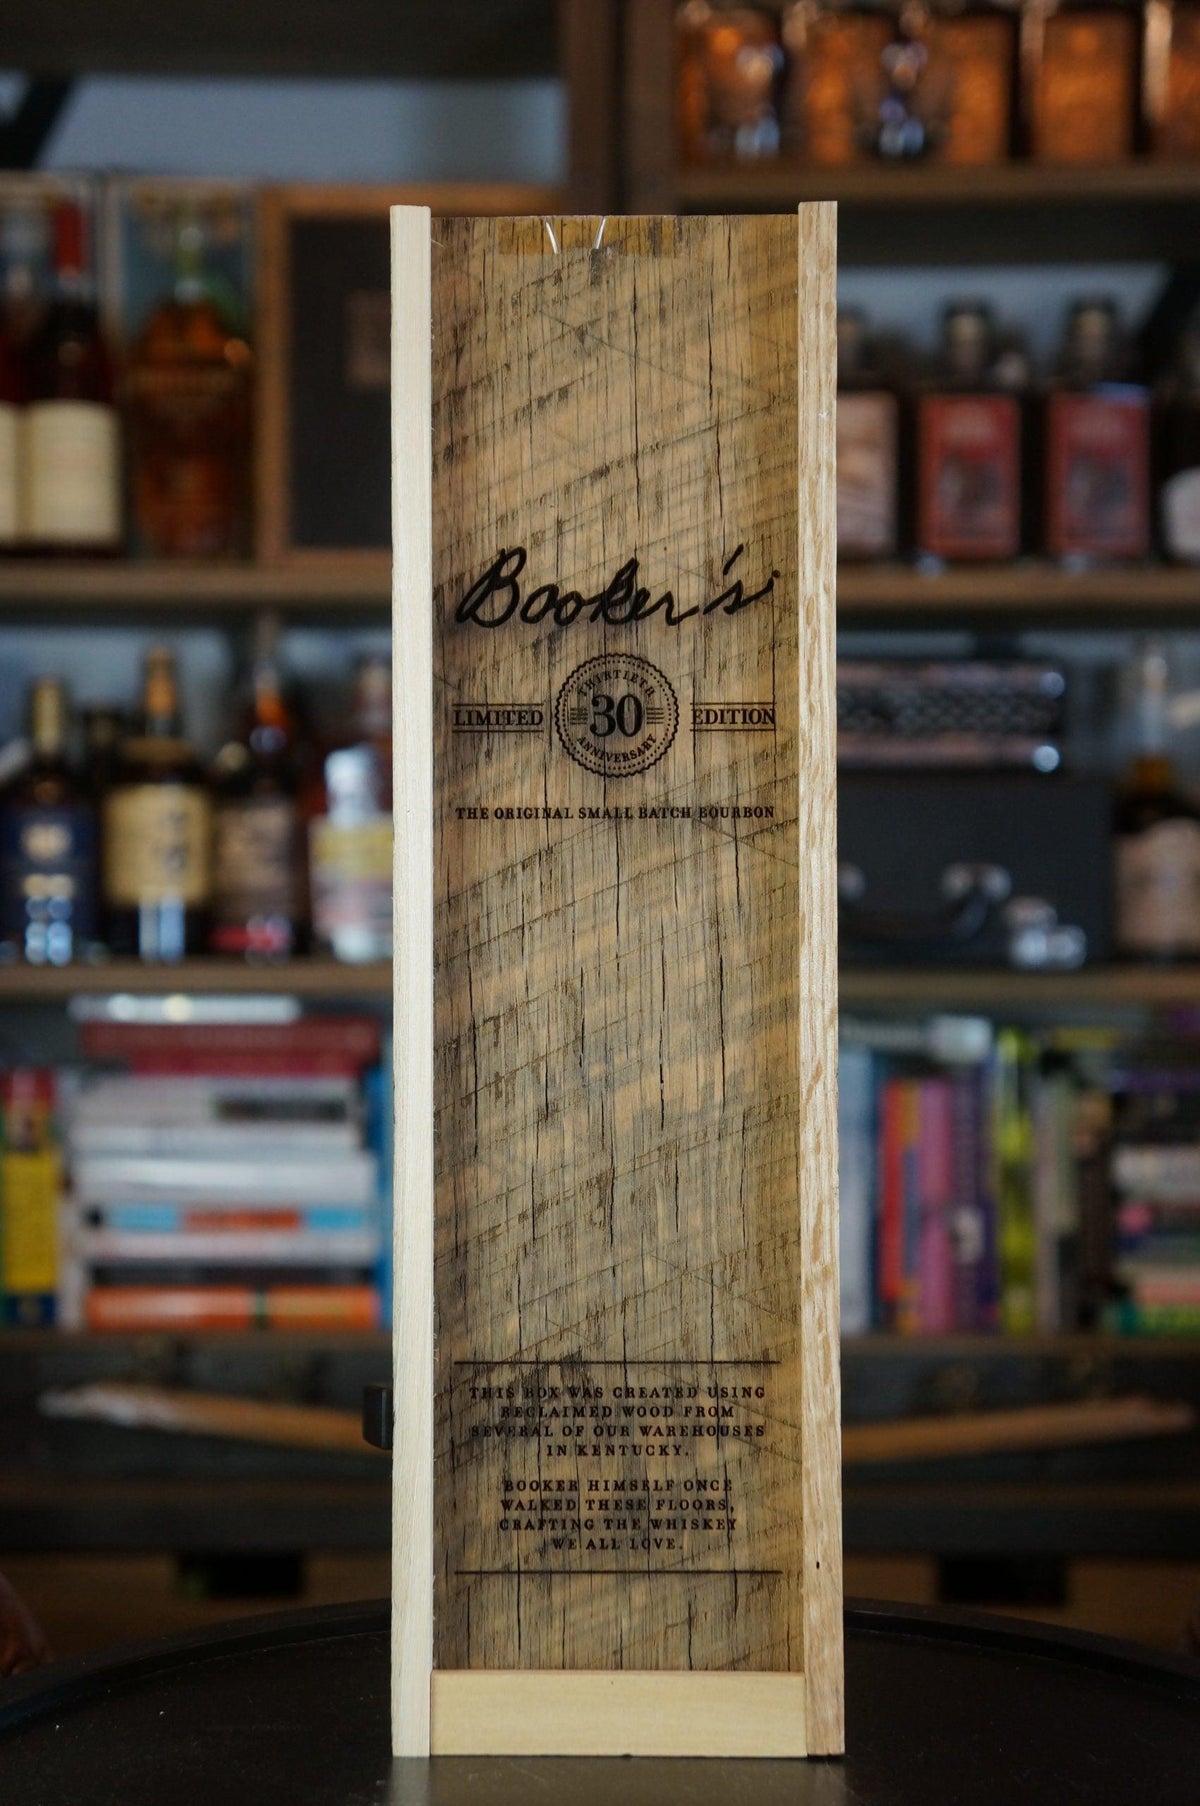 Booker's
LIMITED THIRTIETH 30 ANNIVERSARY EDITION
THE ORIGINAL SMALL BATCH BOURBON
THIS BOX WAS CREATED USING
RECLAIMED WOOD FROM
SEVERAL OF OUR WAREHOUSES
IN KENTUCKY.
BOOKER HIMSELF ONCE
WALKED THESE FLOORS,
CRAFTING THE WHISKEY
WE ALL LOVE.